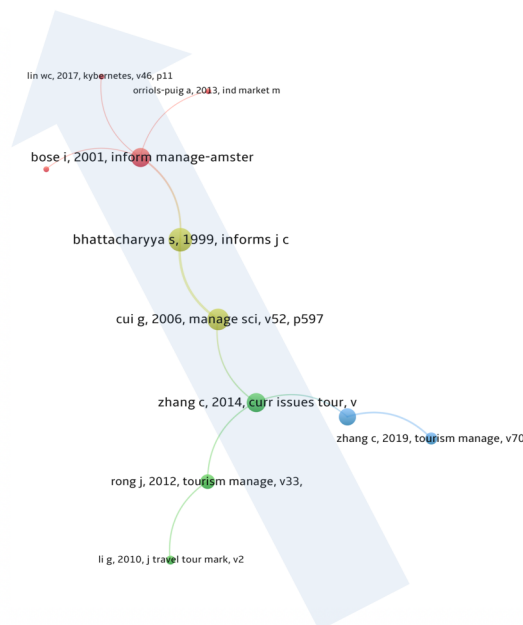 lin wc, 2017, kybernetes, v46, p11
orriols-puig a, 2013, ind market m
bose i, 2001, inform manage-amster
bhattacharyya s, 1999, informs j c
cui g, 2006, manage sci, v52, p597
zhang c, 2014, curr issues tour, v
zhang c, 2019, tourism manage, v70
rong j, 2012, tourism manage, v33,
li g, 2010, j travel tour mark, v2